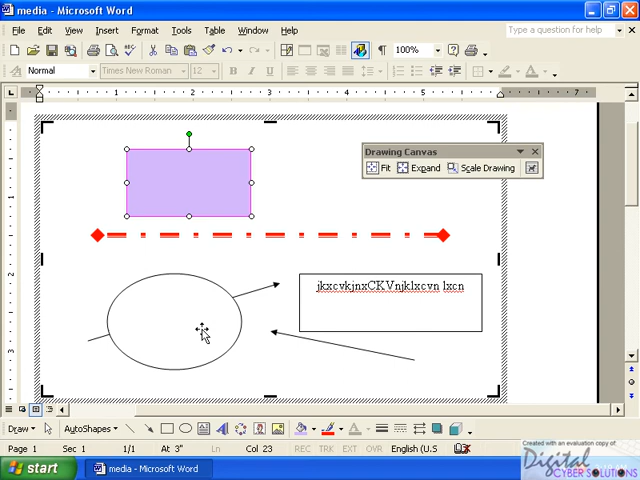 media - Microsoft Word
File Edit View Insert Format Tools Table Window Help
Type a question for help
100%
Normal Times New Roman 12
Drawing Canvas
Fit Expand Scale Drawing
jkxcvkjnxCKVnjklxcvn lxcn
Draw AutoShapes
Page 1 Sec 1 1/1 At 3" Col 23 REC TRK EXT OVR English (U.S
Created with an evaluation copy of
Digital
CYBER SOLUTIONS
start media - Microsoft Word